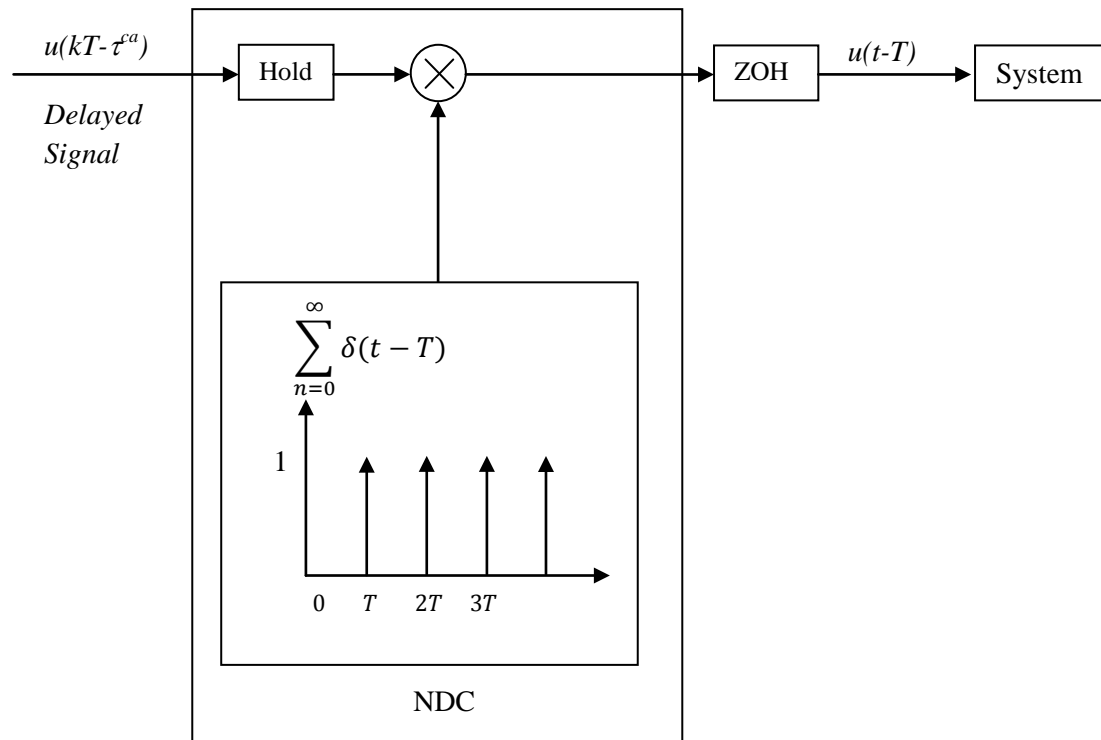 u(kT-τ^ca)
Hold
ZOH
u(t-T)
System
Delayed
Signal
∞
∑ δ(t − T)
n=0
1
0 T 2T 3T
NDC